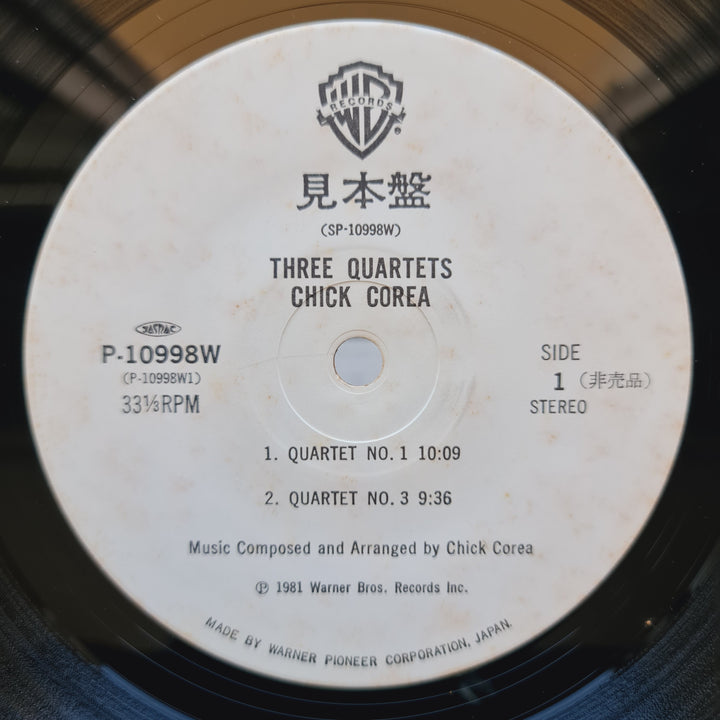 WB
RECORDS
®
見本盤
(SP-10998W)
THREE QUARTETS
CHICK COREA
JASRAC
P-10998W
(P-10998W1)
33⅓RPM
SIDE
1 (非売品)
STEREO
1. QUARTET NO. 1 10:09
2. QUARTET NO. 3 9:36
Music Composed and Arranged by Chick Corea
℗ 1981 Warner Bros. Records Inc.
MADE BY WARNER PIONEER CORPORATION, JAPAN.